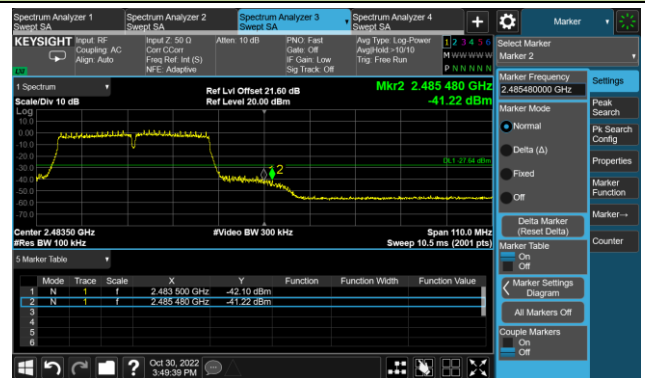 Spectrum Analyzer 1
Swept SA
Spectrum Analyzer 2
Swept SA
Spectrum Analyzer 3
Swept SA
Spectrum Analyzer 4
Swept SA
Marker
KEYSIGHT
Input: RF
Coupling: AC
Align: Auto
Input Z: 50 Ω
Corr CCorr
Freq Ref: Int (S)
NFE: Adaptive
Atten: 10 dB
PNO: Fast
Gate: Off
IF Gain: Low
Sig Track: Off
Avg Type: Log-Power
Avg|Hold:>10/10
Trig: Free Run
1 2 3 4 5 6
M W W W W W
P N N N N N
LW
Select Marker
Marker 2
Marker Frequency
2.485480000 GHz
Settings
Marker Mode
Normal
Delta (Δ)
Fixed
Off
Peak
Search
Pk Search
Config
Properties
Marker
Function
Marker→
Counter
Delta Marker
(Reset Delta)
Marker Table
On
Off
Marker Settings
Diagram
All Markers Off
Couple Markers
On
Off
1 Spectrum
Scale/Div 10 dB
Log
Ref Lvl Offset 21.60 dB
Ref Level 20.00 dBm
Mkr2 2.485 480 GHz
-41.22 dBm
10.0
0.00
-10.0
-20.0
-30.0
-40.0
-50.0
-60.0
-70.0
DL1 -27.64 dBm
2
Center 2.48350 GHz
#Res BW 100 kHz
#Video BW 300 kHz
Span 110.0 MHz
Sweep 10.5 ms (2001 pts)
5 Marker Table
Mode Trace Scale X Y Function Function Width Function Value
1 N 1 f 2.483 500 GHz -42.10 dBm
2 N 1 f 2.485 480 GHz -41.22 dBm
3
4
5
6
?
Oct 30, 2022
3:49:39 PM